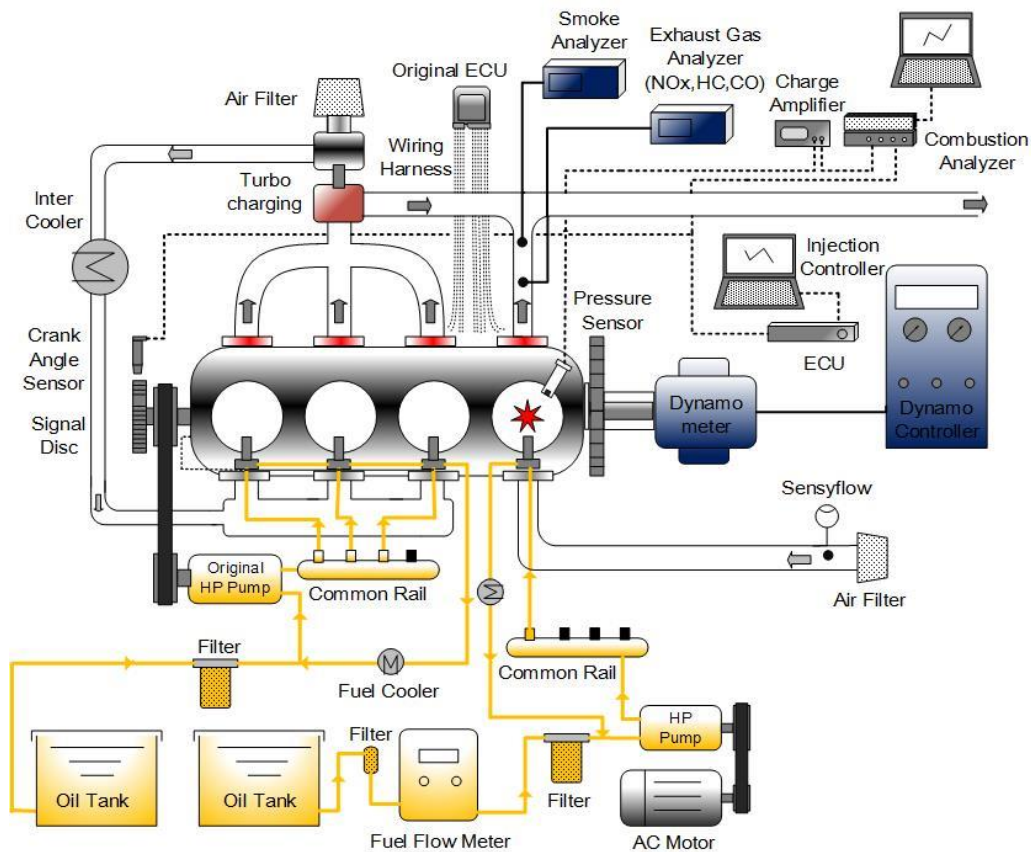 Smoke
Analyzer
Exhaust Gas
Analyzer
(NOx,HC,CO)
Original ECU
Charge
Amplifier
Air Filter
Wiring
Harness
Combustion
Analyzer
Turbo
charging
Inter
Cooler
Injection
Controller
Pressure
Sensor
Crank
Angle
Sensor
ECU
Signal
Disc
Dynamo
meter
Dynamo
Controller
Sensyflow
Original
HP Pump
Common Rail
Air Filter
Filter
M
Fuel Cooler
Common Rail
HP
Pump
Filter
Oil Tank
Oil Tank
Filter
Fuel Flow Meter
AC Motor